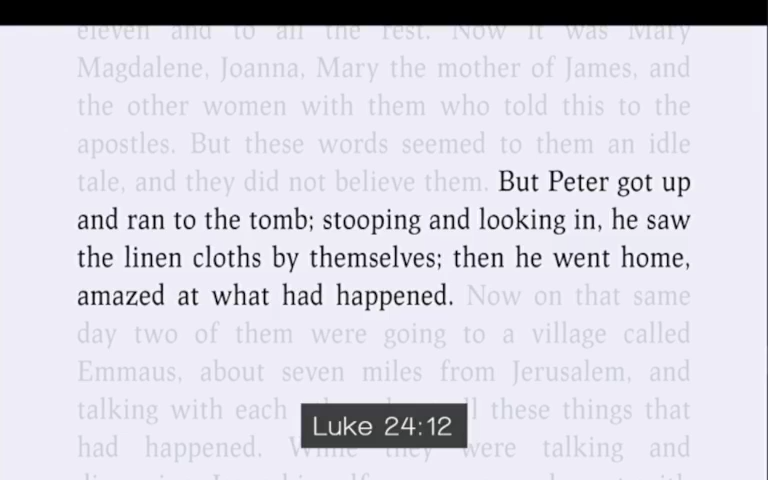 eleven and to all the rest. Now it was Mary
Magdalene, Joanna, Mary the mother of James, and
the other women with them who told this to the
apostles. But these words seemed to them an idle
tale, and they did not believe them. But Peter got up
and ran to the tomb; stooping and looking in, he saw
the linen cloths by themselves; then he went home,
amazed at what had happened. Now on that same
day two of them were going to a village called
Emmaus, about seven miles from Jerusalem, and
talking with each these things that
Luke 24:12
had happened. While they were talking and